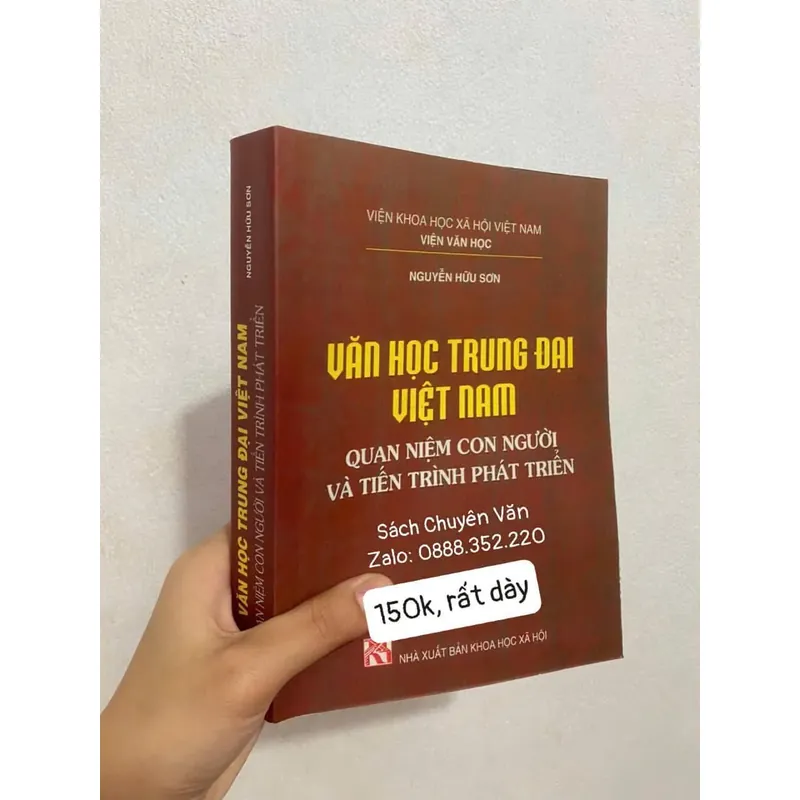 VIỆN KHOA HỌC XÃ HỘI VIỆT NAM
VIỆN VĂN HỌC
NGUYỄN HỮU SƠN
VĂN HỌC TRUNG ĐẠI
VIỆT NAM
QUAN NIỆM CON NGƯỜI
VÀ TIẾN TRÌNH PHÁT TRIỂN
Sách Chuyên Văn
Zalo: 0888.352.220
150k, rất dày
NHÀ XUẤT BẢN KHOA HỌC XÃ HỘI
NGUYỄN HỮU SƠN
VĂN HỌC TRUNG ĐẠI VIỆT NAM
NIỆM CON NGƯỜI VÀ TIẾN TRÌNH PHÁT TRIỂN